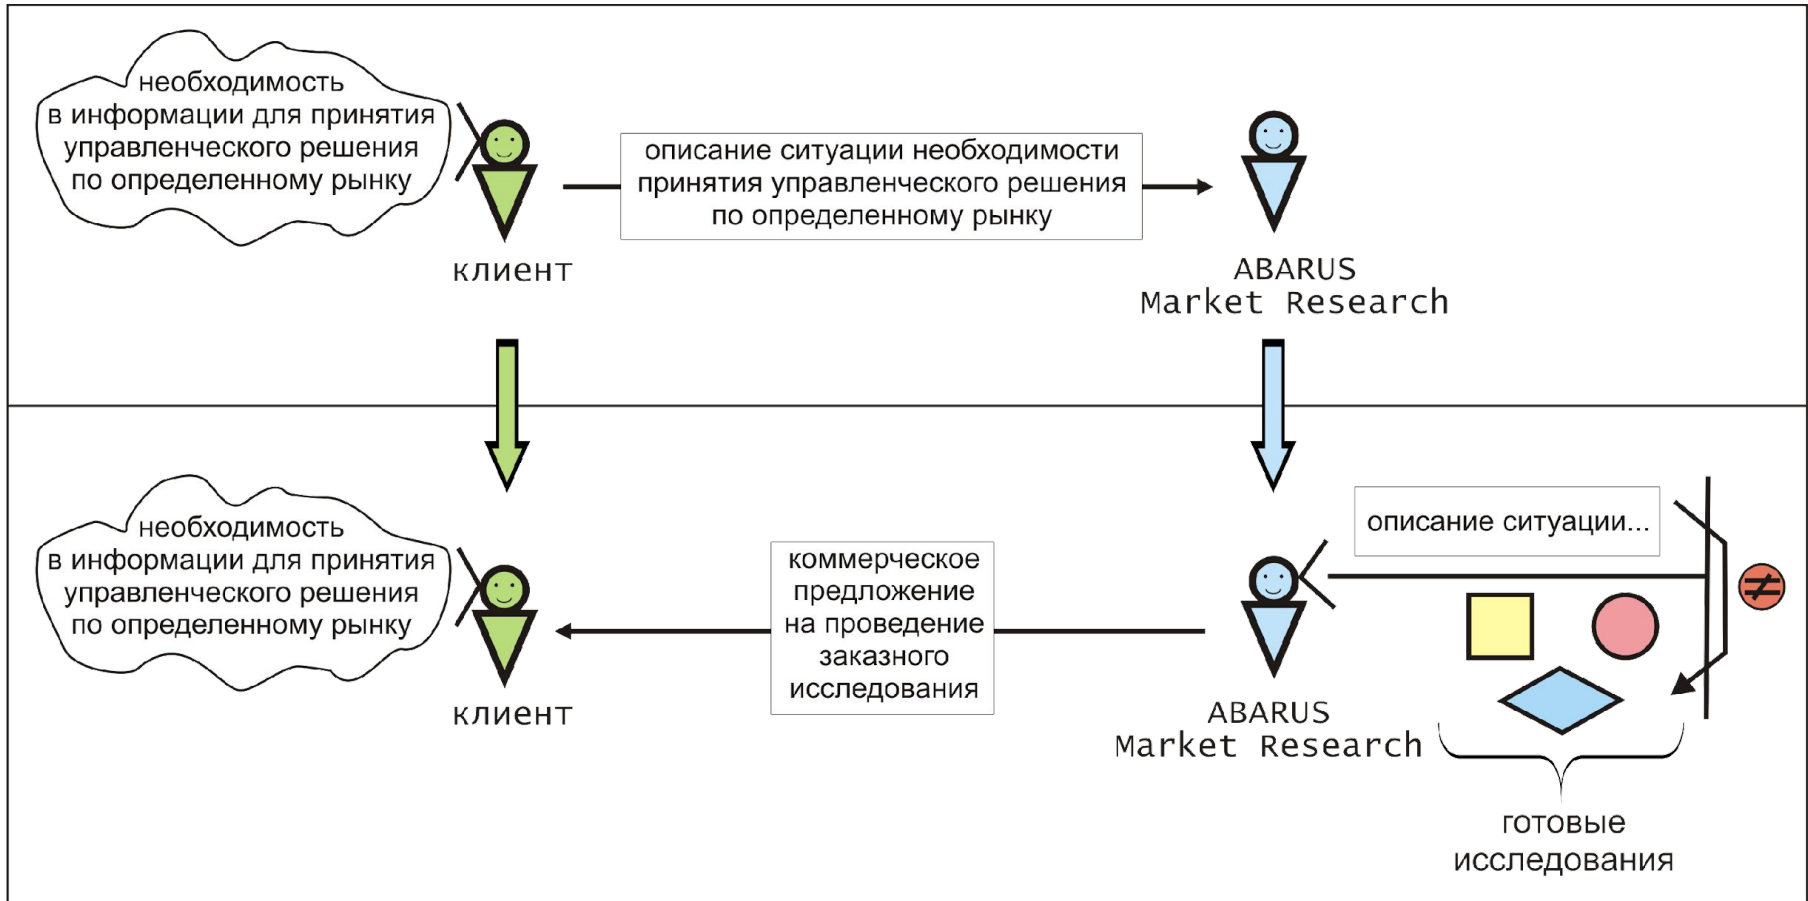 необходимость
в информации для принятия
управленческого решения
по определенному рынку
клиент
описание ситуации необходимости
принятия управленческого решения
по определенному рынку
ABARUS
Market Research
необходимость
в информации для принятия
управленческого решения
по определенному рынку
клиент
коммерческое
предложение
на проведение
заказного
исследования
ABARUS
Market Research
описание ситуации...
≠
готовые
исследования